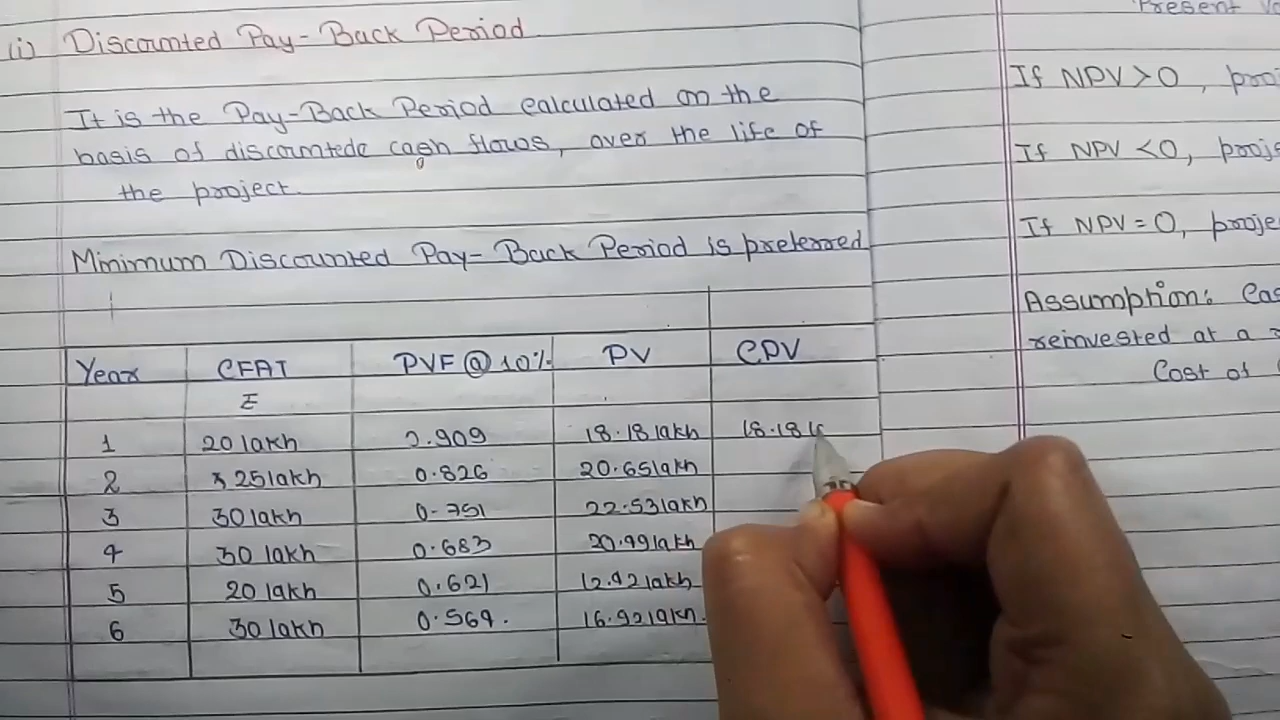 (i) Discounted Pay-Back Period
It is the Pay-Back Period calculated on the
basis of discountede cash flows, over the life of
the project.
Minimum Discounted Pay-Back Period is preferred
Year CFAT PVF @ 10% PV CPV
1 20 lakh 0.909 18.18 lakh 18.18
2 25 lakh 0.826 20.65 lakh
3 30 lakh 0.751 22.53 lakh
4 30 lakh 0.683 20.49 lakh
5 20 lakh 0.621 12.42 lakh
6 30 lakh 0.564. 16.92 lakh
Present
If NPV > 0, proj
If NPV < 0, proje
If NPV = 0, proje
Assumption: Cas
reinvested at a
Cost of